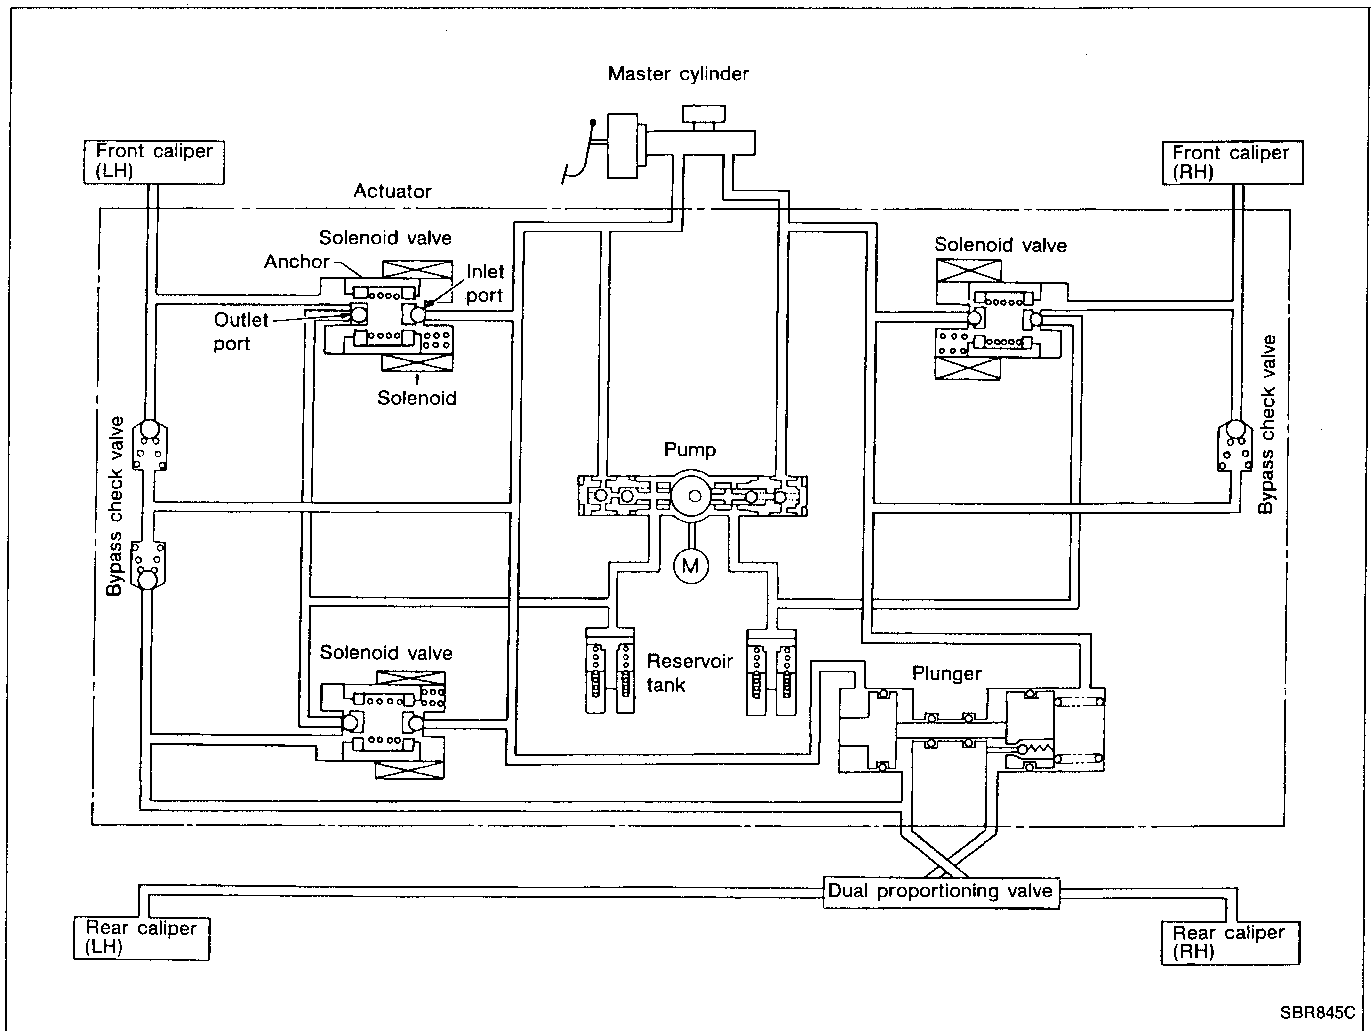 Master cylinder
Front caliper
(LH)
Front caliper
(RH)
Actuator
Solenoid valve
Anchor
Inlet
port
Outlet
port
Solenoid
Solenoid valve
Bypass check valve
Bypass check valve
Pump
M
Solenoid valve
Reservoir
tank
Plunger
Dual proportioning valve
Rear caliper
(LH)
Rear caliper
(RH)
SBR845C